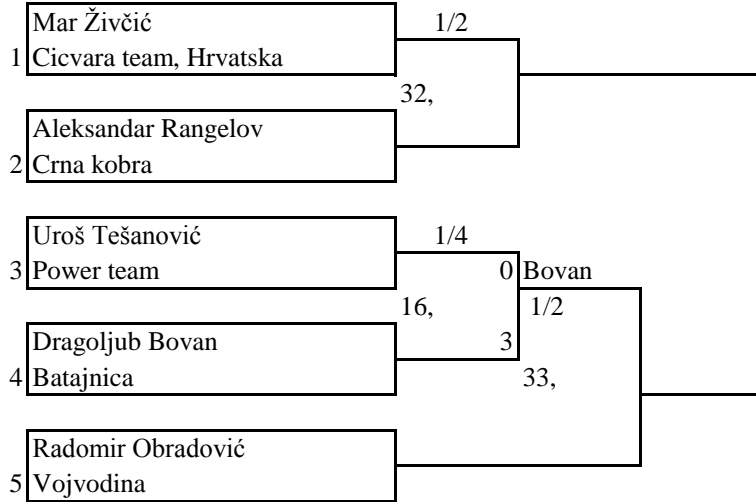 Mar Živčić 1/2
1 Cicvara team, Hrvatska
32,
Aleksandar Rangelov
2 Crna kobra
Uroš Tešanović 1/4
3 Power team 0 Bovan
16, 1/2
Dragoljub Bovan 3
4 Batajnica 33,
Radomir Obradović
5 Vojvodina